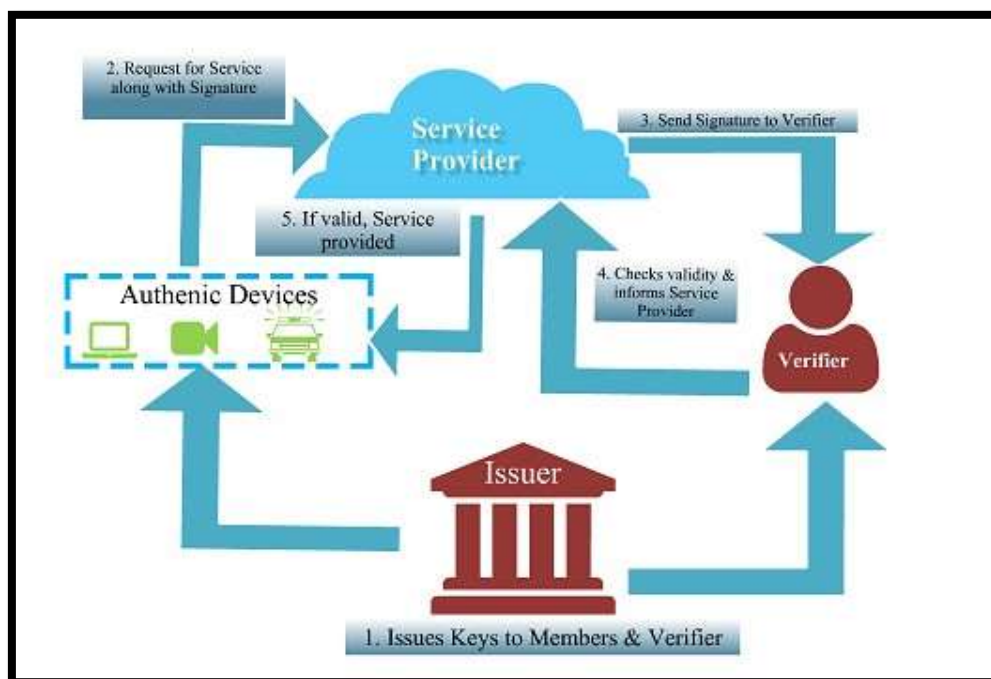 2. Request for Service
along with Signature
Service
Provider
3. Send Signature to Verifier
5. If valid, Service
provided
4. Checks validity &
informs Service
Provider
Authenic Devices
Verifier
Issuer
1. Issues Keys to Members & Verifier